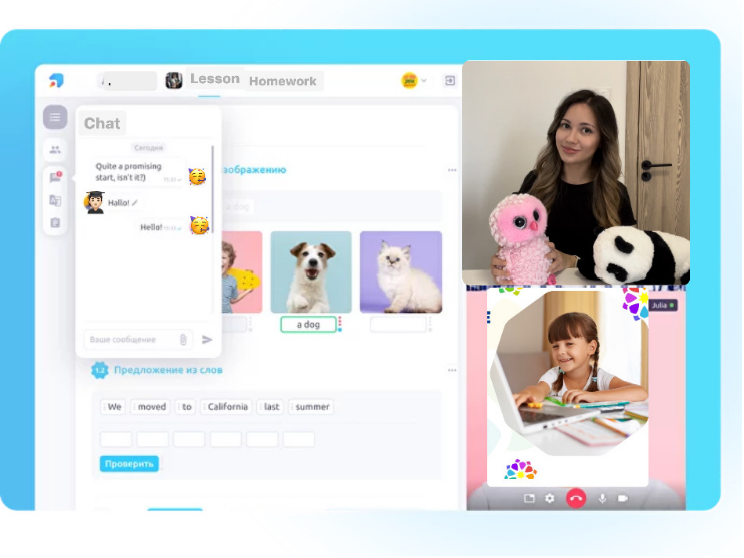 Lesson
Homework
Chat
Сегодня
Quite a promising
start, isn't it?)
Hallo!
Hello!
Ваше сообщение
зображению
a dog
a dog
1.2 Предложение из слов
We moved to California last summer
Проверить
Julia